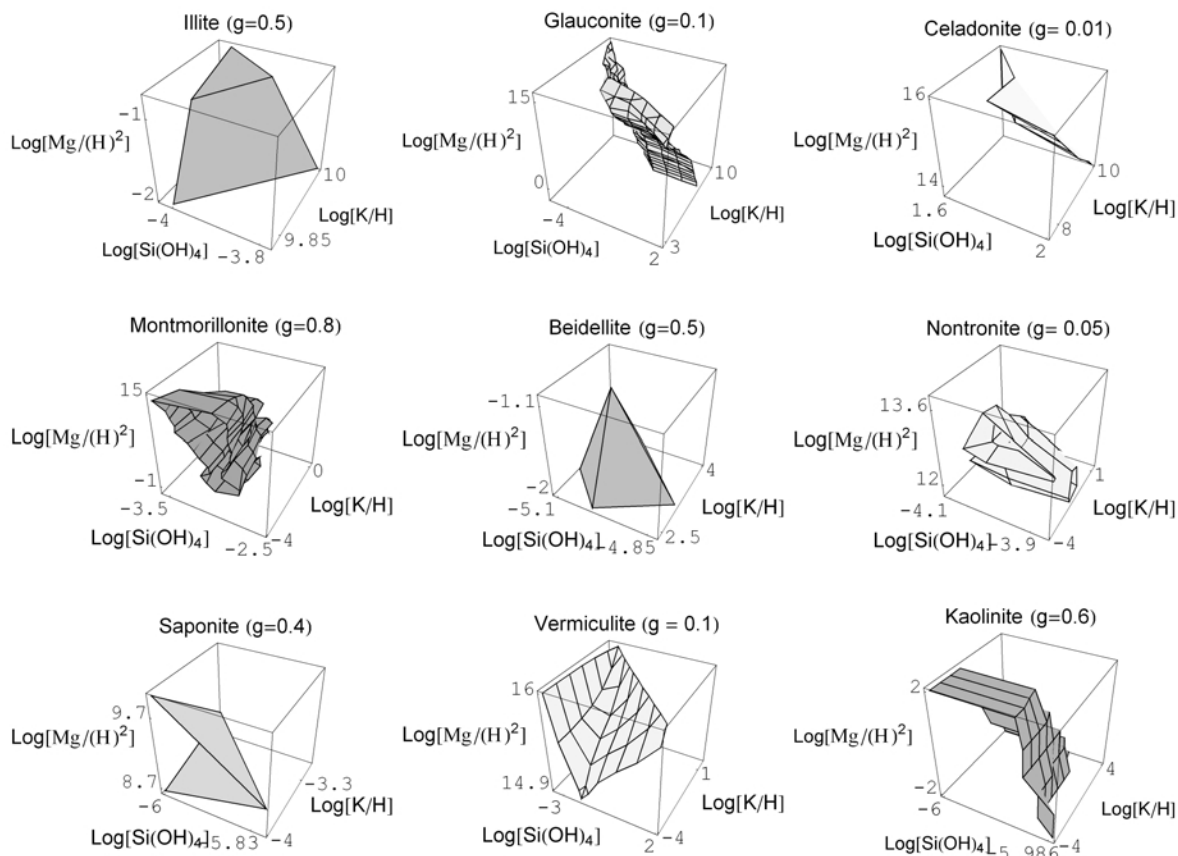 Illite (g=0.5)
-1
Log[Mg/(H)²]
-2
-4
Log[Si(OH)₄]
-3.8
9.85
10
Log[K/H]
Glauconite (g=0.1)
15
Log[Mg/(H)²]
0
-4
Log[Si(OH)₄]
2
3
10
Log[K/H]
Celadonite (g= 0.01)
16
Log[Mg/(H)²]
14
1.6
Log[Si(OH)₄]
2
8
10
Log[K/H]
Montmorillonite (g=0.8)
15
Log[Mg/(H)²]
-1
-3.5
Log[Si(OH)₄]
-2.5
-4
0
Log[K/H]
Beidellite (g=0.5)
-1.1
Log[Mg/(H)²]
-2
-5.1
Log[Si(OH)₄]
-4.85
2.5
4
Log[K/H]
Nontronite (g= 0.05)
13.6
Log[Mg/(H)²]
12
-4.1
Log[Si(OH)₄]
-3.9
-4
1
Log[K/H]
Saponite (g=0.4)
9.7
Log[Mg/(H)²]
8.7
-6
Log[Si(OH)₄]
-5.83
-4
-3.3
Log[K/H]
Vermiculite (g = 0.1)
16
Log[Mg/(H)²]
14.9
-3
Log[Si(OH)₄]
2
-4
1
Log[K/H]
Kaolinite (g=0.6)
2
Log[Mg/(H)²]
-2
-6
Log[Si(OH)₄]
-5.986
-4
4
Log[K/H]